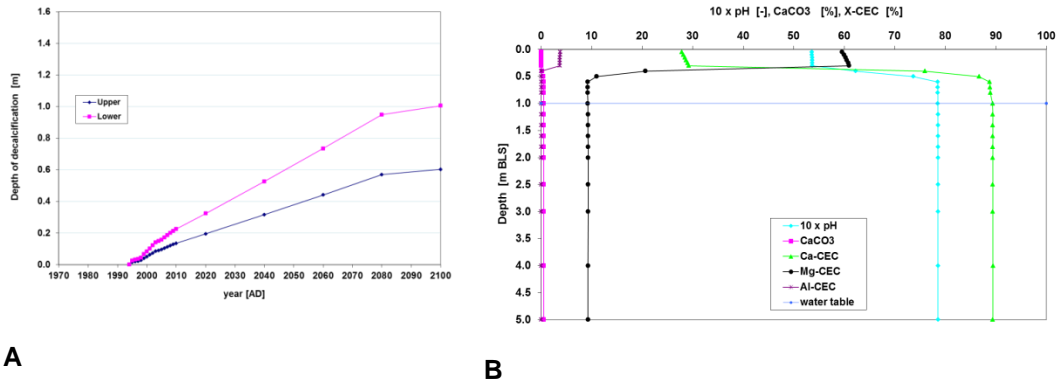 1.6
1.4
1.2
1.0
0.8
0.6
0.4
0.2
0.0
Depth of decalcification [m]
Upper
Lower
1970 1980 1990 2000 2010 2020 2030 2040 2050 2060 2070 2080 2090 2100
year [AD]
A
10 x pH [-], CaCO3 [%], X-CEC [%]
0 10 20 30 40 50 60 70 80 90 100
0.0
0.5
1.0
1.5
2.0
2.5
3.0
3.5
4.0
4.5
5.0
Depth [m BLS]
10 x pH
CaCO3
Ca-CEC
Mg-CEC
Al-CEC
water table
B